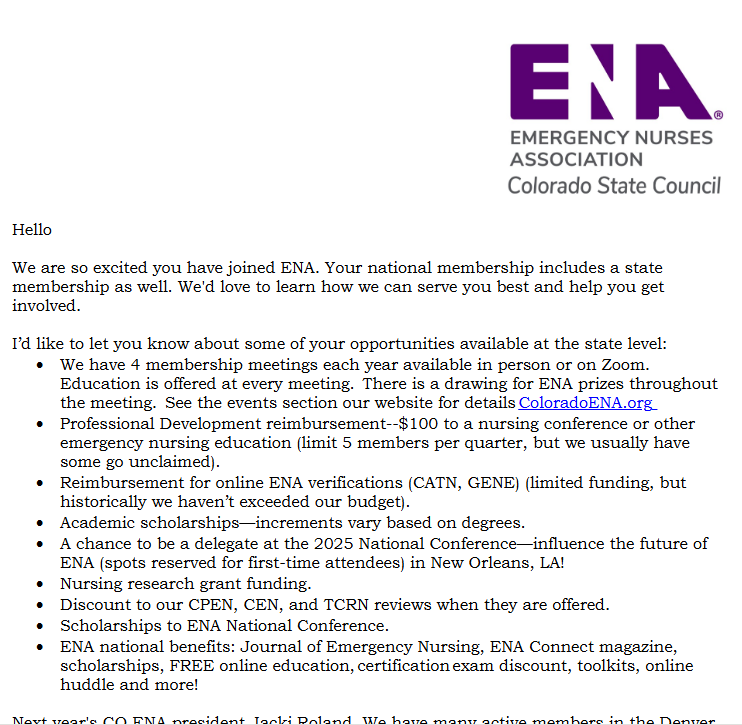 ENA®
EMERGENCY NURSES
ASSOCIATION
Colorado State Council
Hello
We are so excited you have joined ENA. Your national membership includes a state
membership as well. We'd love to learn how we can serve you best and help you get
involved.
I’d like to let you know about some of your opportunities available at the state level:
• We have 4 membership meetings each year available in person or on Zoom.
Education is offered at every meeting.  There is a drawing for ENA prizes throughout
the meeting.  See the events section our website for details ColoradoENA.org
• Professional Development reimbursement--$100 to a nursing conference or other
emergency nursing education (limit 5 members per quarter, but we usually have
some go unclaimed).
• Reimbursement for online ENA verifications (CATN, GENE) (limited funding, but
historically we haven’t exceeded our budget).
• Academic scholarships—increments vary based on degrees.
• A chance to be a delegate at the 2025 National Conference—influence the future of
ENA (spots reserved for first-time attendees) in New Orleans, LA!
• Nursing research grant funding.
• Discount to our CPEN, CEN, and TCRN reviews when they are offered.
• Scholarships to ENA National Conference.
• ENA national benefits: Journal of Emergency Nursing, ENA Connect magazine,
scholarships, FREE online education, certification exam discount, toolkits, online
huddle and more!
Next year's CO ENA president, Jacki Roland. We have many active members in the Denver